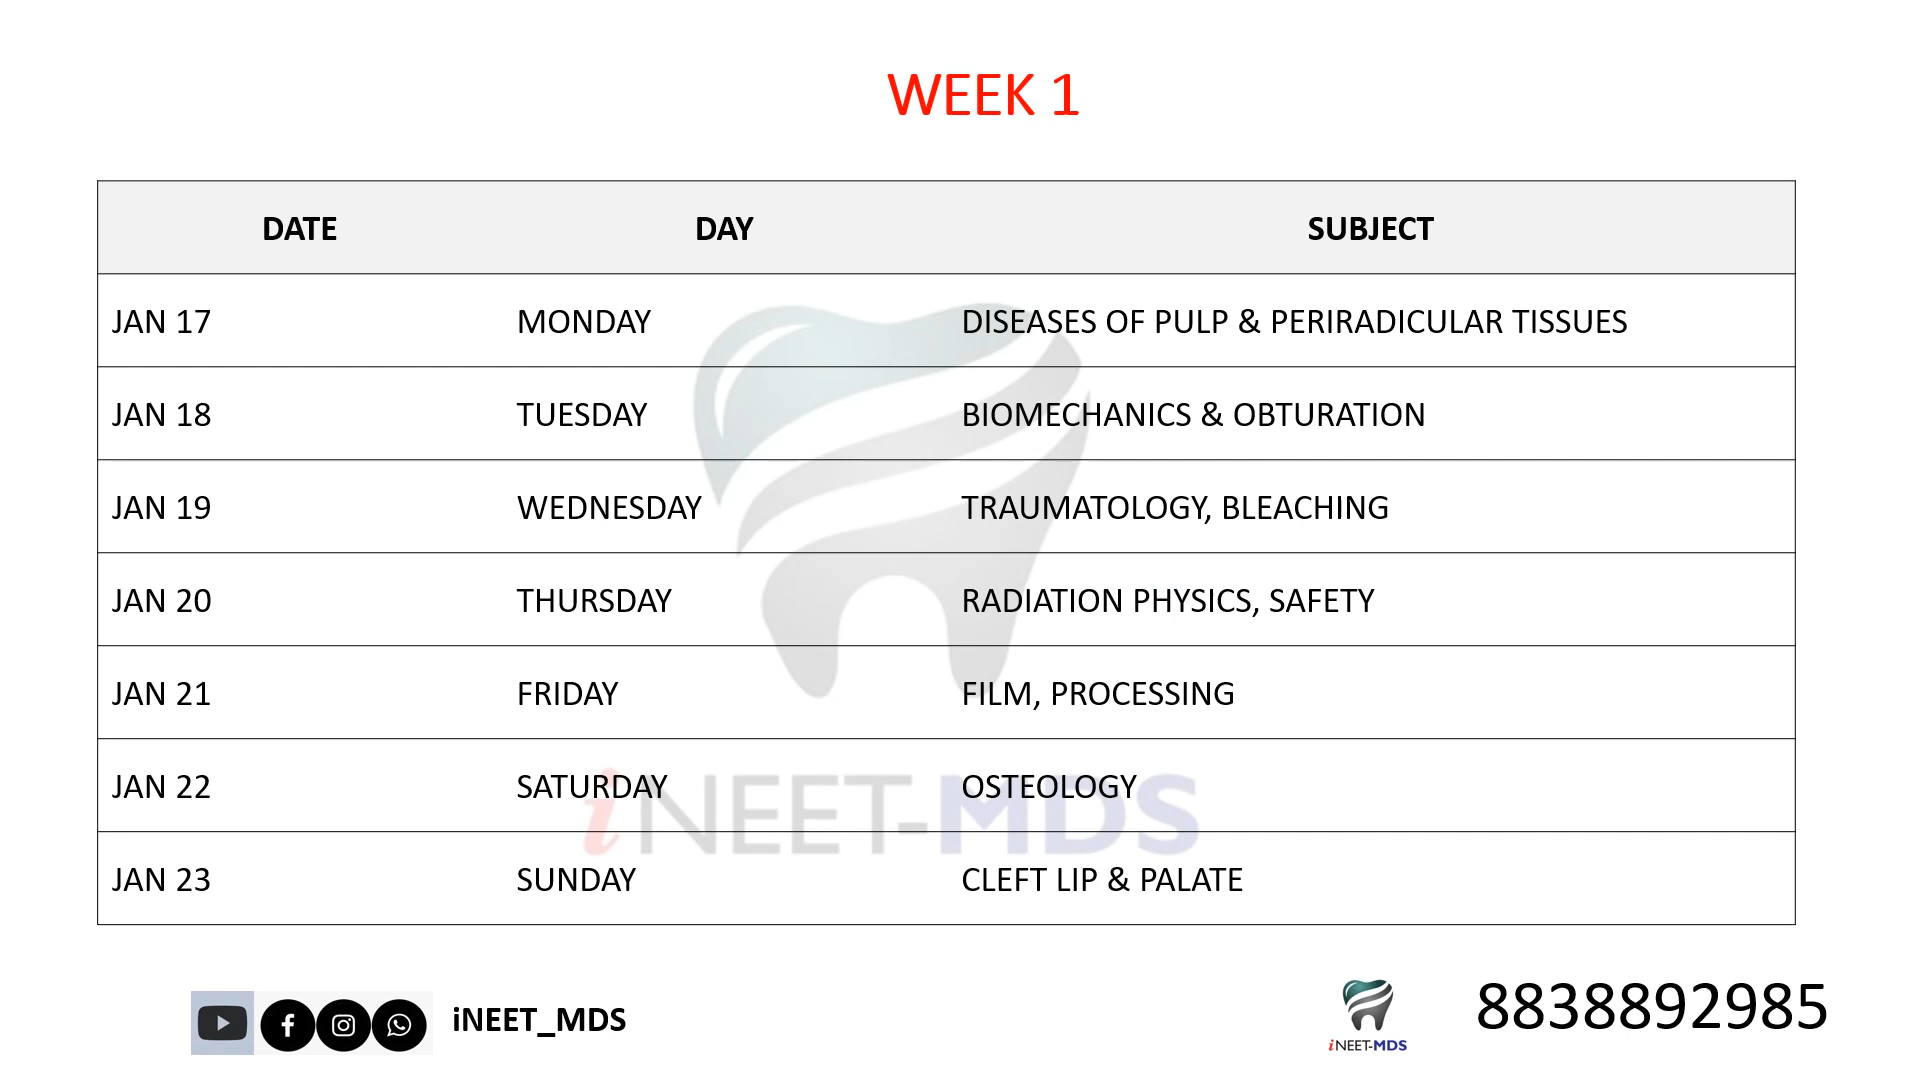 WEEK 1
DATE DAY SUBJECT
JAN 17 MONDAY DISEASES OF PULP & PERIRADICULAR TISSUES
JAN 18 TUESDAY BIOMECHANICS & OBTURATION
JAN 19 WEDNESDAY TRAUMATOLOGY, BLEACHING
JAN 20 THURSDAY RADIATION PHYSICS, SAFETY
JAN 21 FRIDAY FILM, PROCESSING
JAN 22 SATURDAY OSTEOLOGY
iNEET-MDS
JAN 23 SUNDAY CLEFT LIP & PALATE
iNEET_MDS
iNEET-MDS
8838892985